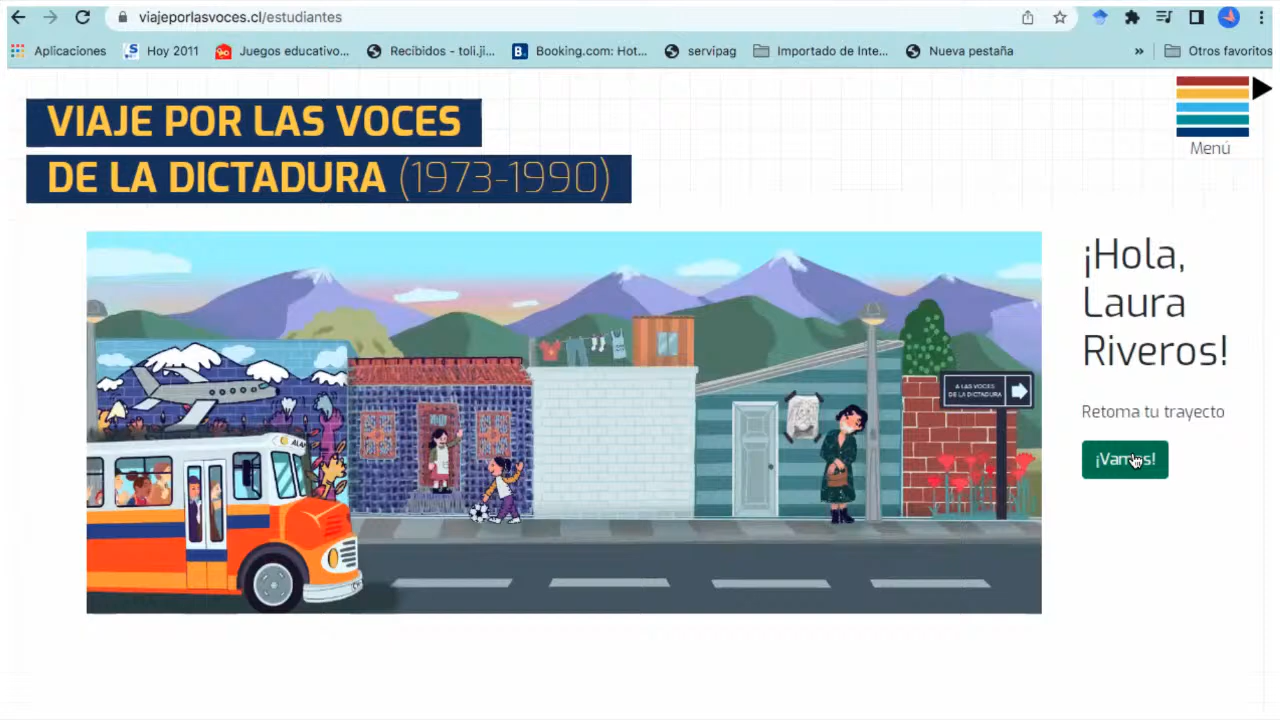 viajeporlasvoces.cl/estudiantes
Aplicaciones
Hoy 2011
Juegos educativo...
Recibidos - toli.ji...
B.
Booking.com: Hot...
servipag
Importado de Inte...
Nueva pestaña
»
Otros favoritos
VIAJE POR LAS VOCES
DE LA DICTADURA (1973-1990)
Menú
¡Hola,
Laura
Riveros!
Retoma tu trayecto
¡Vamos!
A LAS VOCES
DE LA DICTADURA